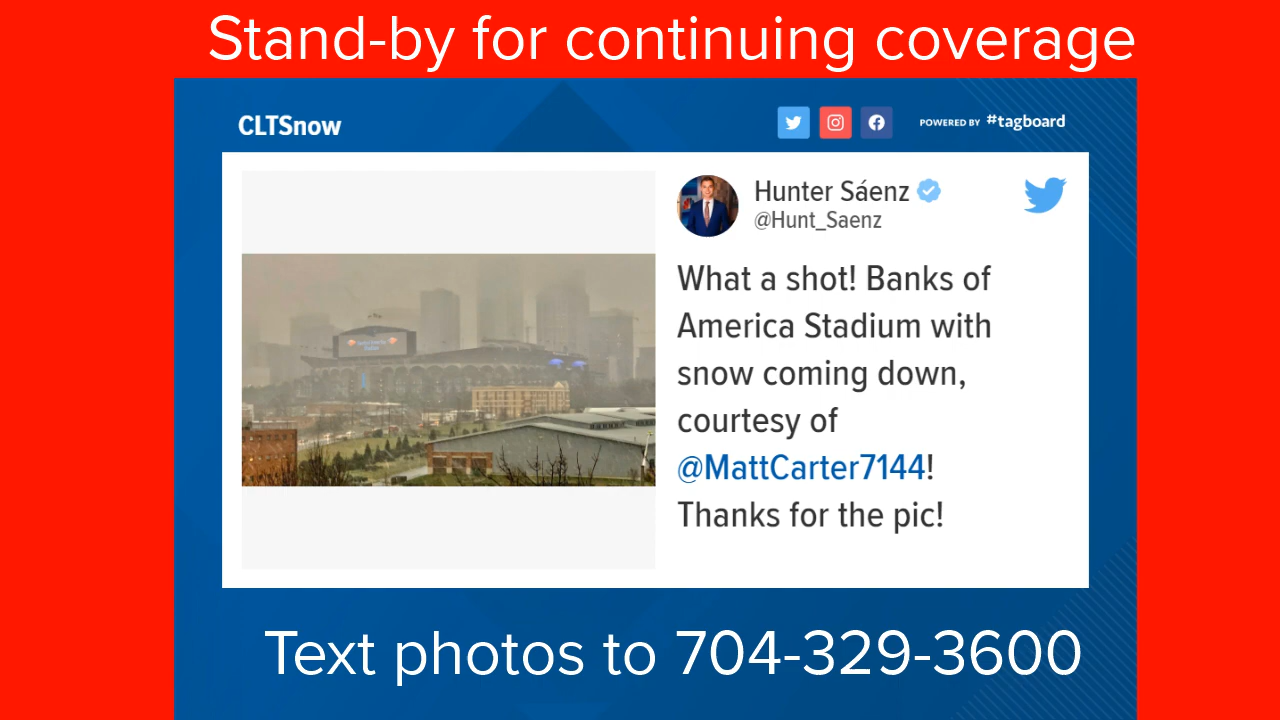 Stand-by for continuing coverage
CLTSnow
POWERED BY #tagboard
Hunter Sáenz
@Hunt_Saenz
What a shot! Banks of
America Stadium with
snow coming down,
courtesy of
@MattCarter7144!
Thanks for the pic!
Text photos to 704-329-3600